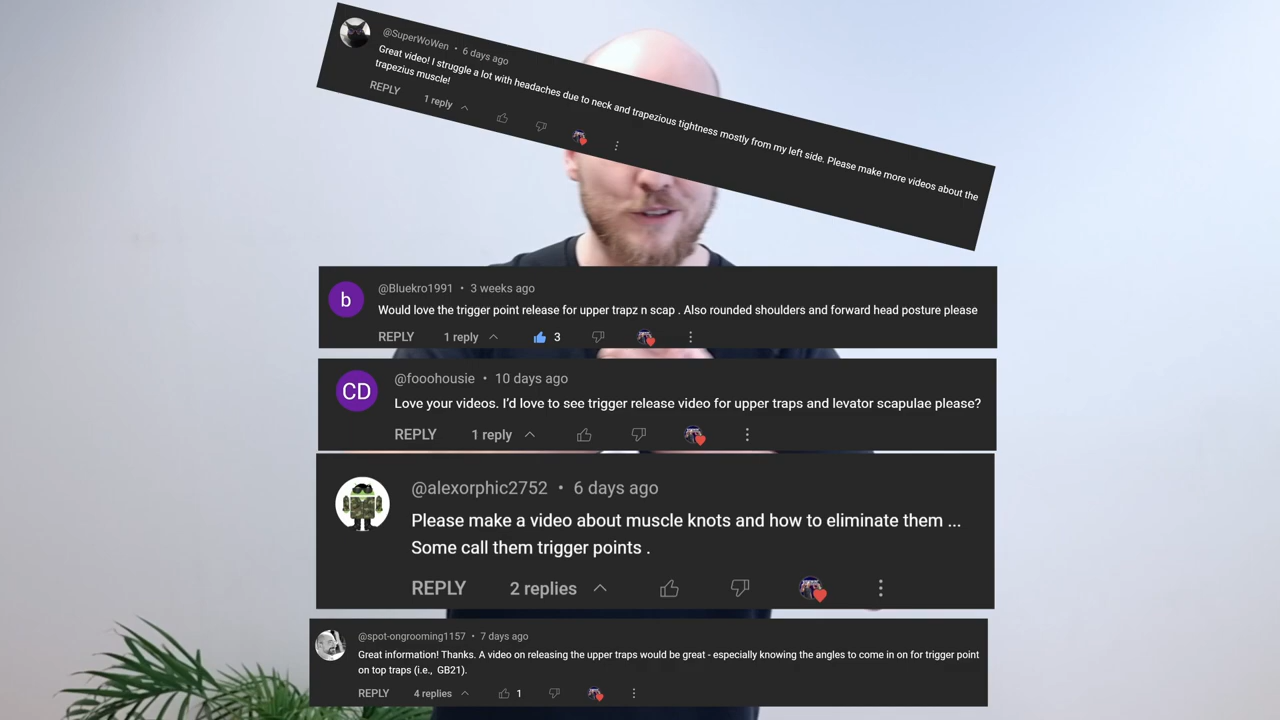 @SuperWoWen • 6 days ago
Great video! I struggle a lot with headaches due to neck and trapezious tightness mostly from my left side. Please make more videos about the
trapezius muscle!
REPLY 1 reply
b
@Bluekro1991 • 3 weeks ago
Would love the trigger point release for upper trapz n scap . Also rounded shoulders and forward head posture please
REPLY 1 reply 3
CD
@fooohousie • 10 days ago
Love your videos. I'd love to see trigger release video for upper traps and levator scapulae please?
REPLY 1 reply
@alexorphic2752 • 6 days ago
Please make a video about muscle knots and how to eliminate them ...
Some call them trigger points .
REPLY 2 replies
@spot-ongrooming1157 • 7 days ago
Great information! Thanks. A video on releasing the upper traps would be great - especially knowing the angles to come in on for trigger point
on top traps (i.e., GB21).
REPLY 4 replies 1